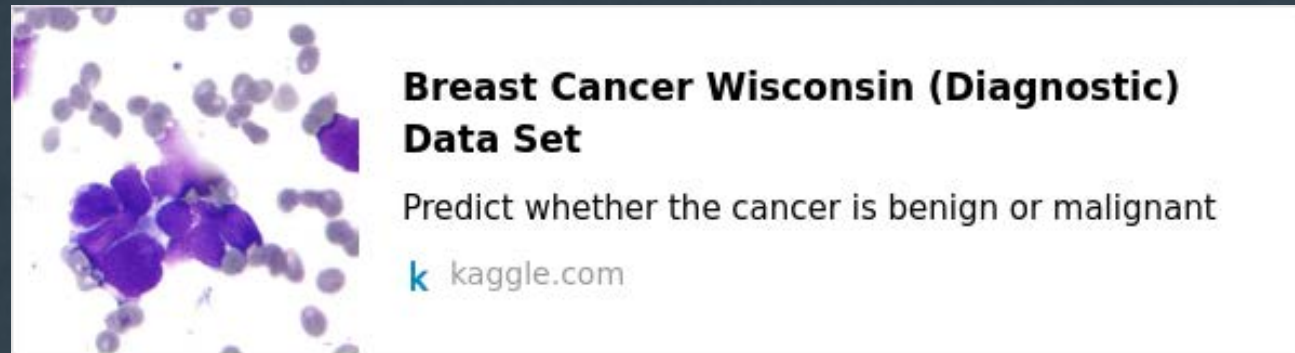 Breast Cancer Wisconsin (Diagnostic)
Data Set
Predict whether the cancer is benign or malignant
k kaggle.com